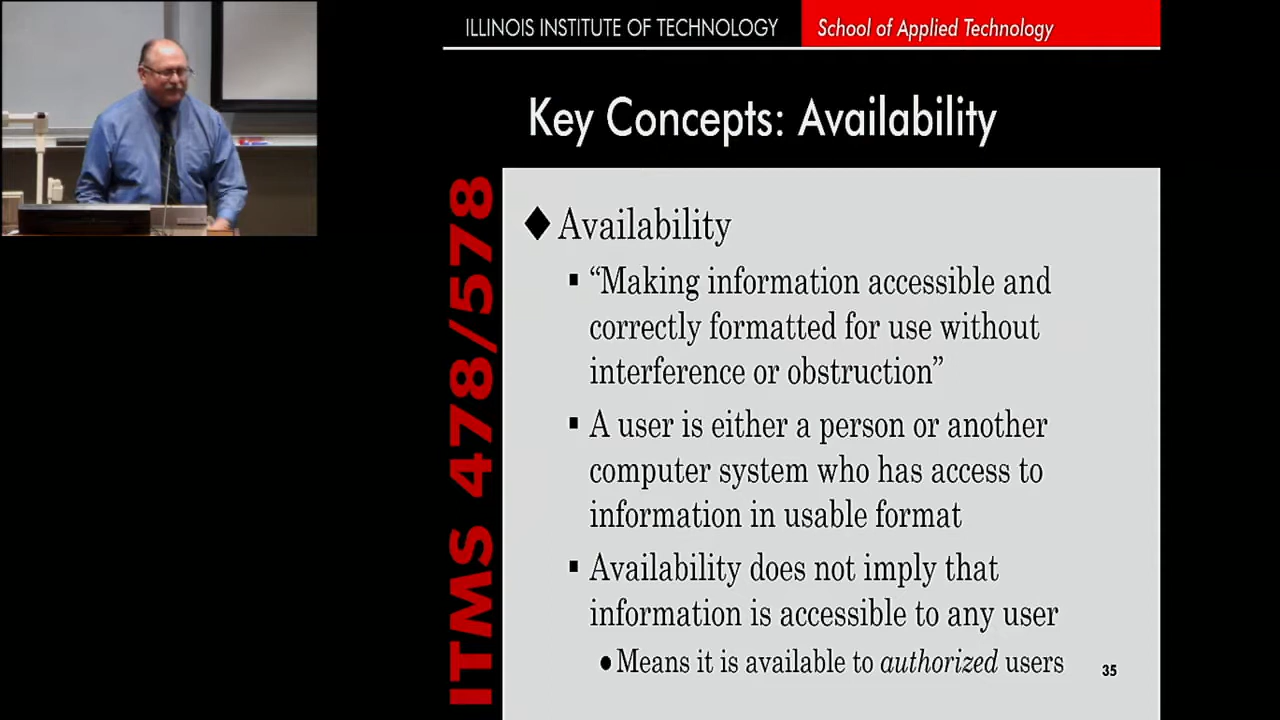 ILLINOIS INSTITUTE OF TECHNOLOGY School of Applied Technology
Key Concepts: Availability
ITMS 478/578
♦ Availability
▪ “Making information accessible and
correctly formatted for use without
interference or obstruction”
▪ A user is either a person or another
computer system who has access to
information in usable format
▪ Availability does not imply that
information is accessible to any user
● Means it is available to authorized users
35